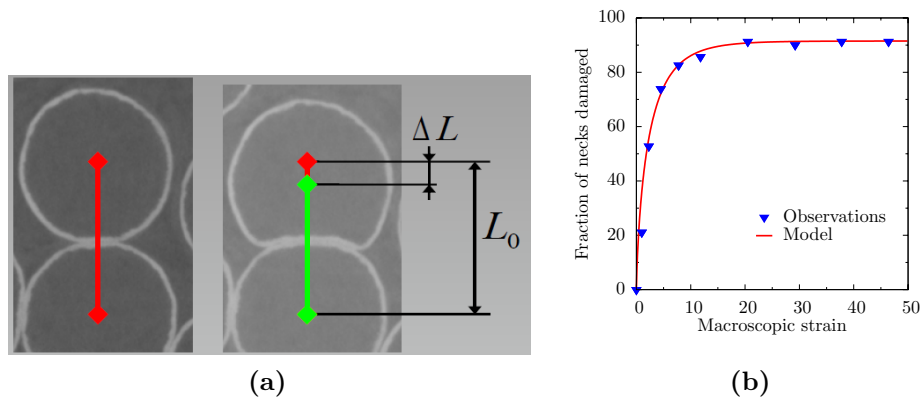 Δ L
L₀
(a)
Fraction of necks damaged
100
80
60
40
20
0
Observations
Model
0 10 20 30 40 50
Macroscopic strain
(b)